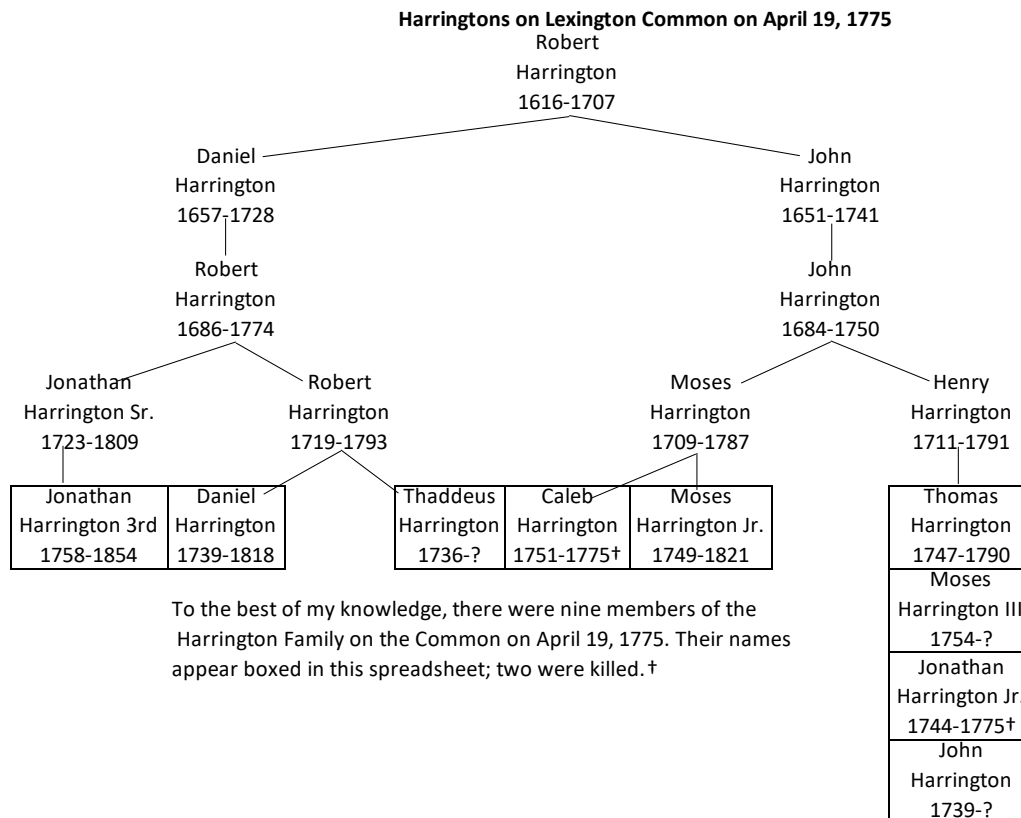 Harringtons on Lexington Common on April 19, 1775
Robert
Harrington
1616-1707
Daniel
Harrington
1657-1728
John
Harrington
1651-1741
Robert
Harrington
1686-1774
John
Harrington
1684-1750
Jonathan
Harrington Sr.
1723-1809
Robert
Harrington
1719-1793
Moses
Harrington
1709-1787
Henry
Harrington
1711-1791
Jonathan
Harrington 3rd
1758-1854
Daniel
Harrington
1739-1818
Thaddeus
Harrington
1736-?
Caleb
Harrington
1751-1775†
Moses
Harrington Jr.
1749-1821
Thomas
Harrington
1747-1790
Moses
Harrington III
1754-?
Jonathan
Harrington Jr.
1744-1775†
John
Harrington
1739-?
To the best of my knowledge, there were nine members of the
Harrington Family on the Common on April 19, 1775. Their names
appear boxed in this spreadsheet; two were killed.†